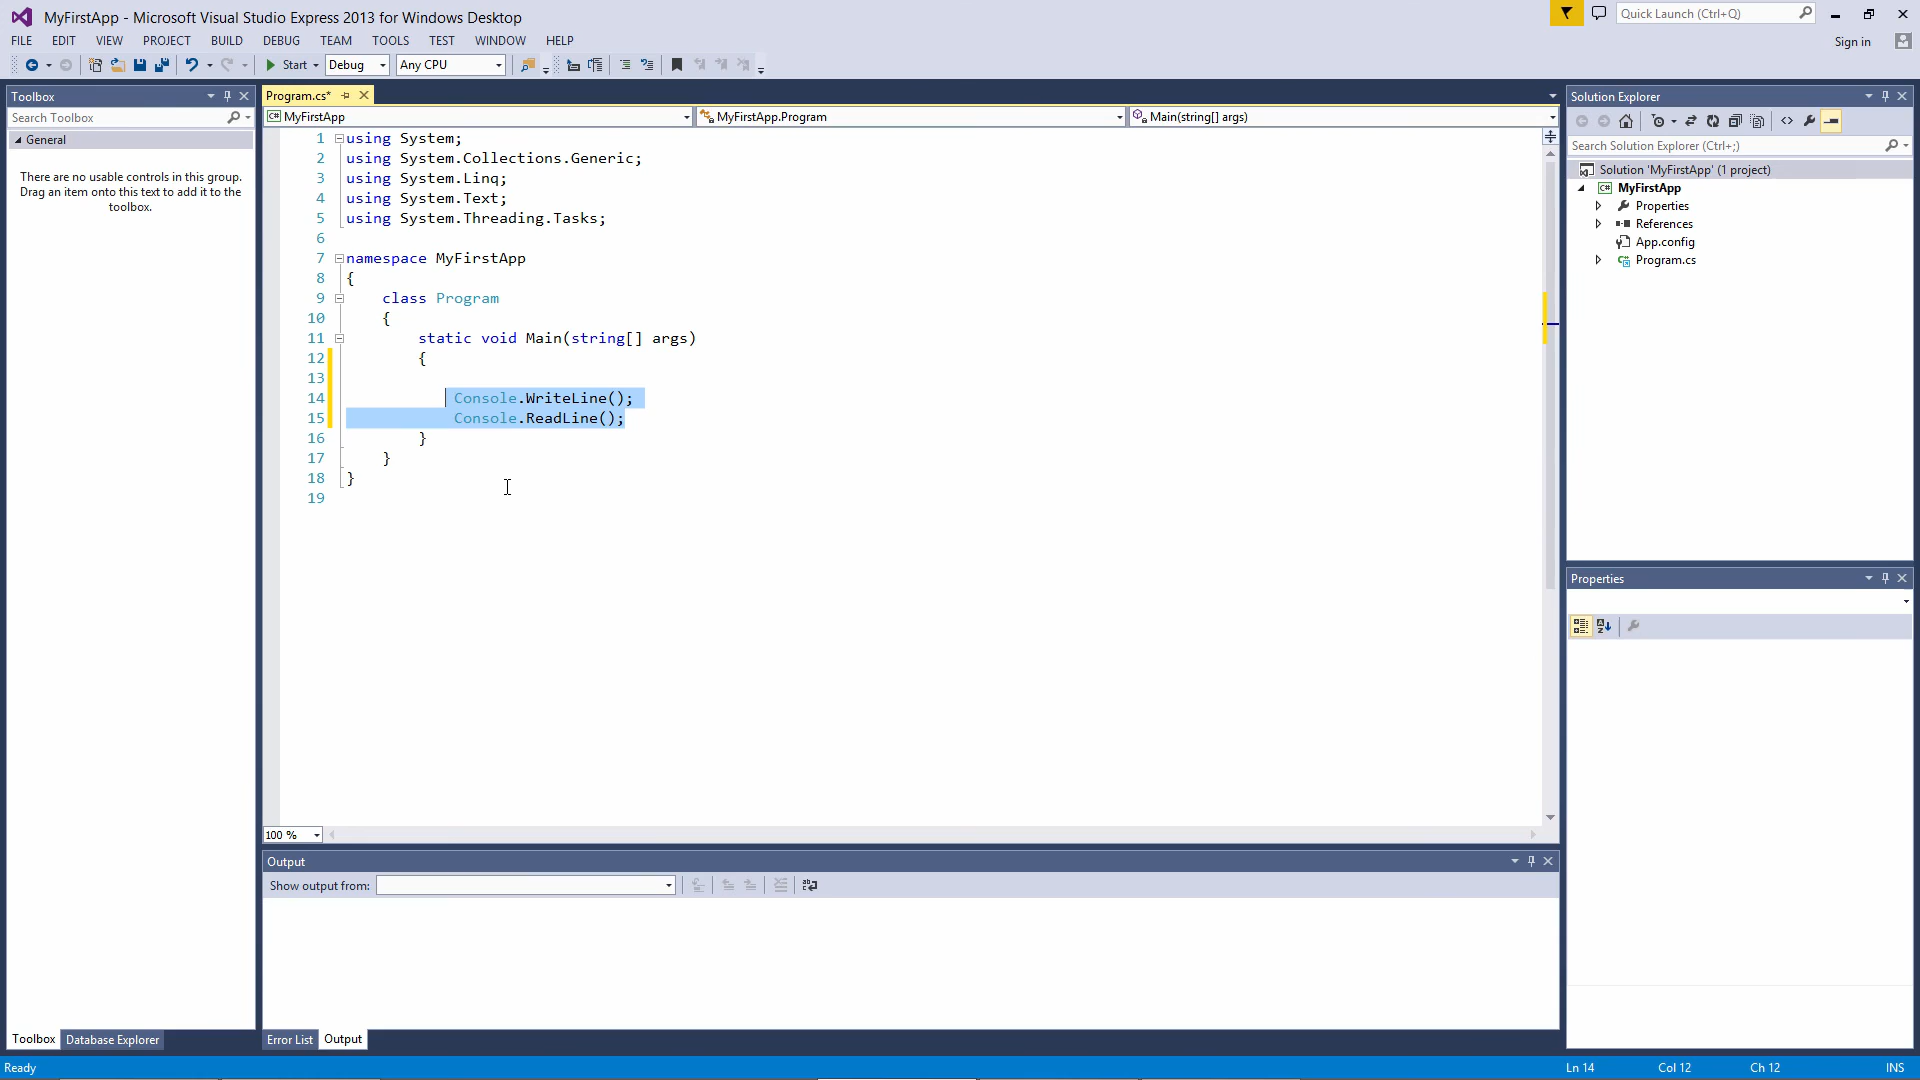 MyFirstApp - Microsoft Visual Studio Express 2013 for Windows Desktop
Quick Launch (Ctrl+Q)
FILE EDIT VIEW PROJECT BUILD DEBUG TEAM TOOLS TEST WINDOW HELP
Sign in
Start Debug Any CPU
Toolbox
Search Toolbox
General
There are no usable controls in this group.
Drag an item onto this text to add it to the
toolbox.
Program.cs*
MyFirstApp MyFirstApp.Program Main(string[] args)
1 using System;
2 using System.Collections.Generic;
3 using System.Linq;
4 using System.Text;
5 using System.Threading.Tasks;
6
7 namespace MyFirstApp
8 {
9 class Program
10 {
11 static void Main(string[] args)
12 {
13
14 Console.WriteLine();
15 Console.ReadLine();
16 }
17 }
18 }
19
100 %
Output
Show output from:
Toolbox Database Explorer
Error List Output
Solution Explorer
Search Solution Explorer (Ctrl+;)
Solution 'MyFirstApp' (1 project)
C# MyFirstApp
Properties
References
App.config
Program.cs
Properties
Ready
Ln 14 Col 12 Ch 12 INS